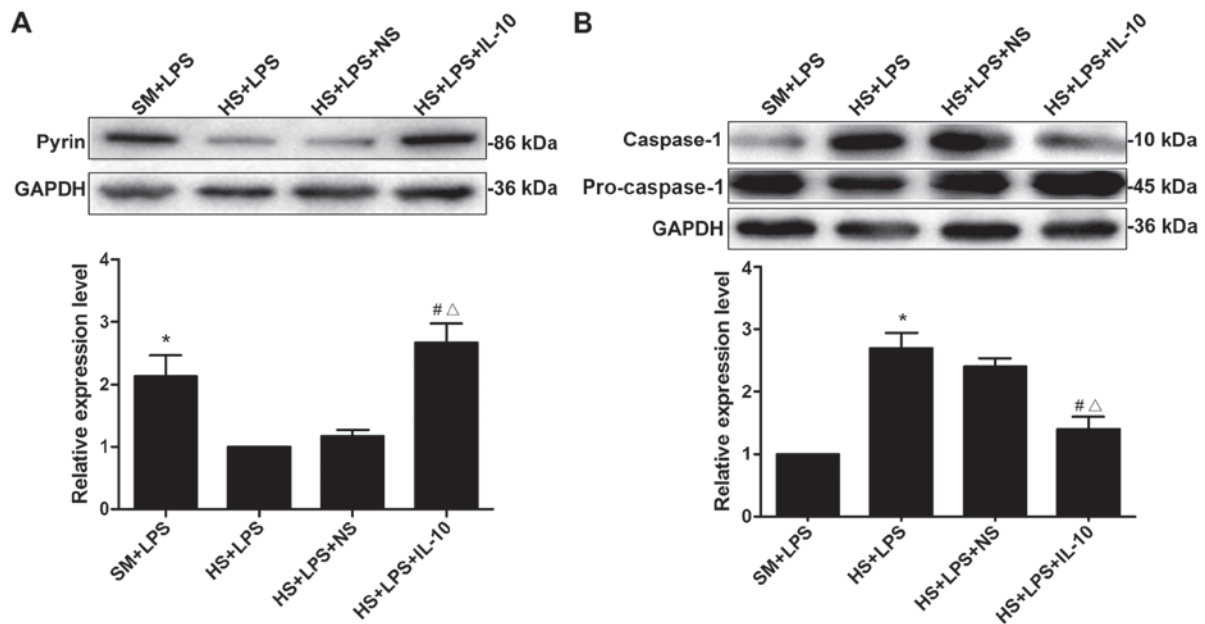 A
SM+LPS
HS+LPS
HS+LPS+NS
HS+LPS+IL-10
Pyrin
-86 kDa
GAPDH
-36 kDa
Relative expression level
4
3
2
1
0
*
# △
SM+LPS
HS+LPS
HS+LPS+NS
HS+LPS+IL-10
B
SM+LPS
HS+LPS
HS+LPS+NS
HS+LPS+IL-10
Caspase-1
-10 kDa
Pro-caspase-1
-45 kDa
GAPDH
-36 kDa
Relative expression level
4
3
2
1
0
*
# △
SM+LPS
HS+LPS
HS+LPS+NS
HS+LPS+IL-10